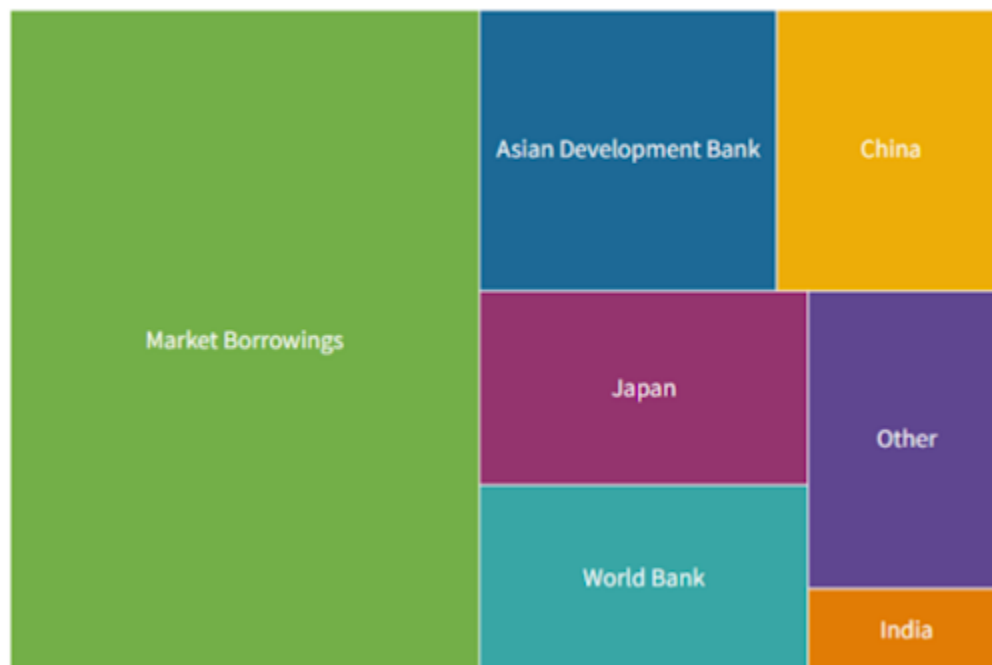 Market Borrowings
Asian Development Bank
China
Japan
Other
World Bank
India